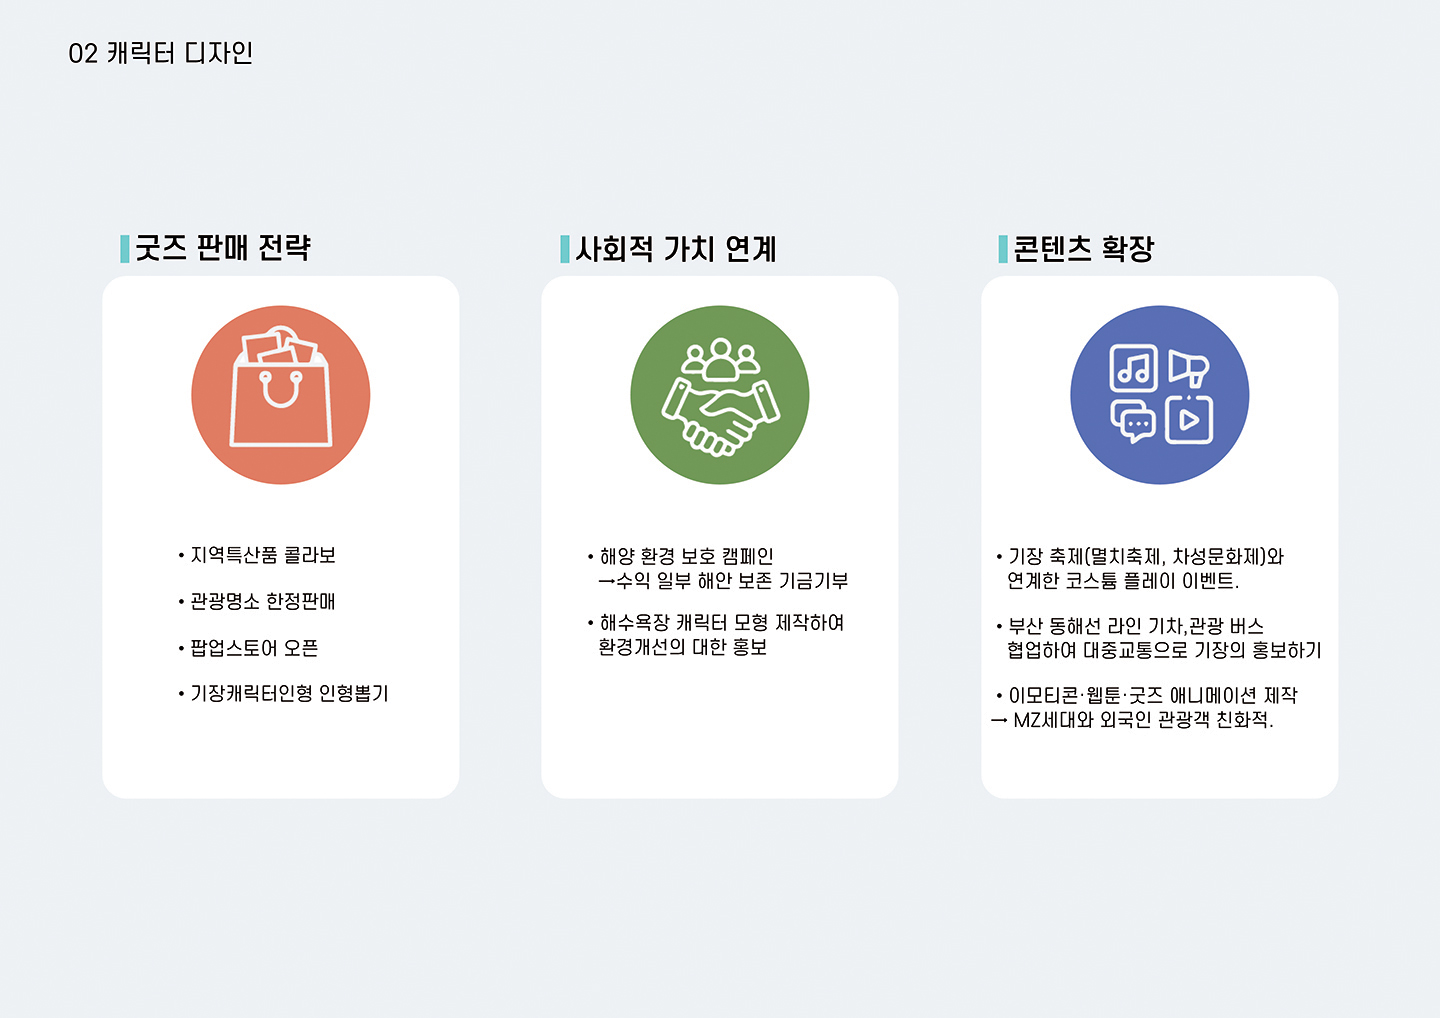 02 캐릭터 디자인
굿즈 판매 전략
• 지역특산품 콜라보
• 관광명소 한정판매
• 팝업스토어 오픈
• 기장캐릭터인형 인형뽑기
사회적 가치 연계
• 해양 환경 보호 캠페인
→수익 일부 해안 보존 기금기부
• 해수욕장 캐릭터 모형 제작하여
환경개선의 대한 홍보
콘텐츠 확장
• 기장 축제(멸치축제, 차성문화제)와
연계한 코스튬 플레이 이벤트.
• 부산 동해선 라인 기차,관광 버스
협업하여 대중교통으로 기장의 홍보하기
• 이모티콘·웹툰·굿즈 애니메이션 제작
→ MZ세대와 외국인 관광객 친화적.